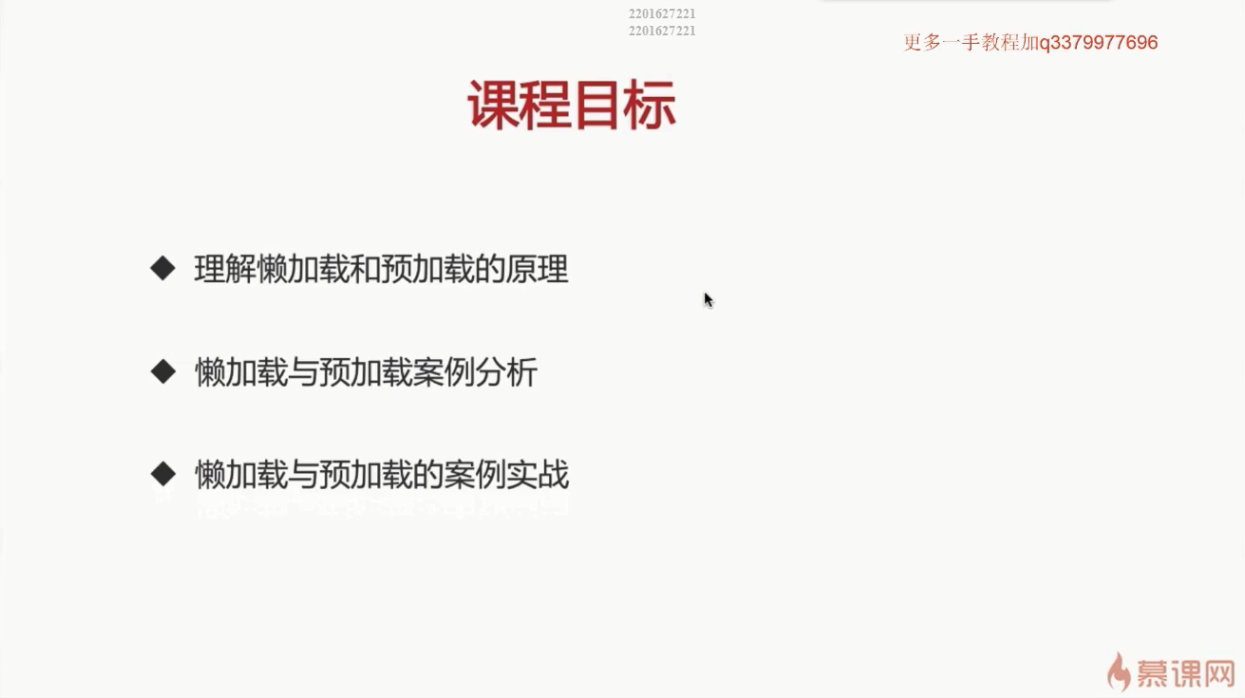 2201627221
2201627221
更多一手教程加q3379977696
课程目标
◆ 理解懒加载和预加载的原理
◆ 懒加载与预加载案例分析
◆ 懒加载与预加载的案例实战
慕课网